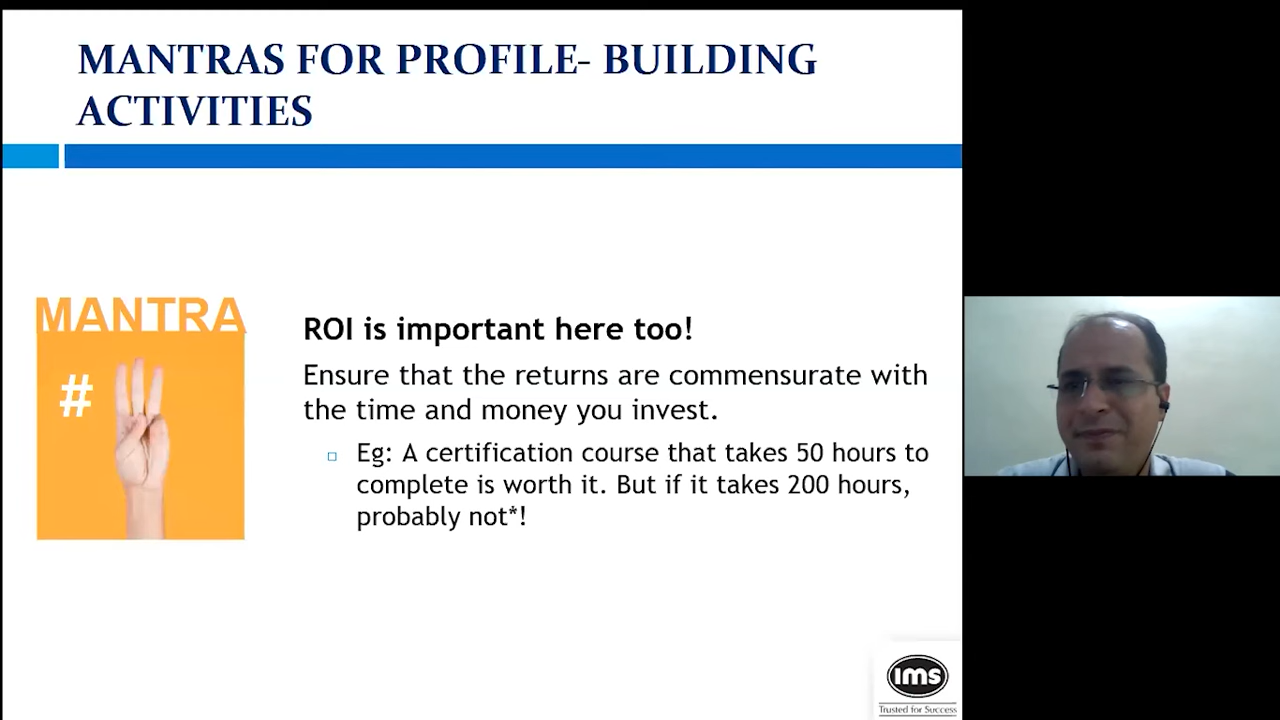 MANTRAS FOR PROFILE- BUILDING
ACTIVITIES
MANTRA
#
ROI is important here too!
Ensure that the returns are commensurate with
the time and money you invest.
Eg: A certification course that takes 50 hours to
complete is worth it. But if it takes 200 hours,
probably not*!
ims
Trusted for Success